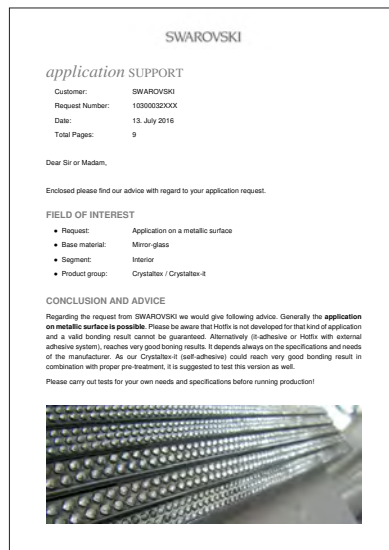 SWAROVSKI
application SUPPORT
Customer: SWAROVSKI
Request Number: 10300032XXX
Date: 13. July 2016
Total Pages: 9
Dear Sir or Madam,
Enclosed please find our advice with regard to your application request.
FIELD OF INTEREST
● Request: Application on a metallic surface
● Base material: Mirror-glass
● Segment: Interior
● Product group: Crystaltex / Crystaltex-it
CONCLUSION AND ADVICE
Regarding the request from SWAROVSKI we would give following advice. Generally the application
on metallic surface is possible. Please be aware that Hotfix is not developed for that kind of application
and a valid bonding result cannot be guaranteed. Alternatively (it-adhesive or Hotfix with external
adhesive system), reaches very good boning results. It depends always on the specifications and needs
of the manufacturer. As our Crystaltex-it (self-adhesive) could reach very good bonding result in
combination with proper pre-treatment, it is suggested to test this version as well.
Please carry out tests for your own needs and specifications before running production!